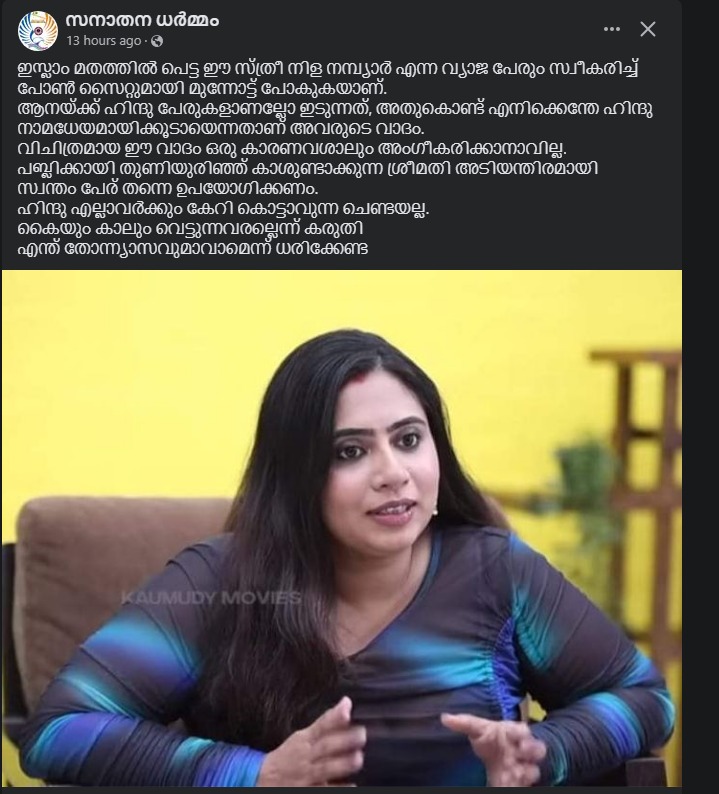 സനാതന ധർമ്മം
13 hours ago ·
ഇസ്ലാം മതത്തിൽ പെട്ട ഈ സ്ത്രീ നിള നമ്പ്യാർ എന്ന വ്യാജ പേരും സ്വീകരിച്ച്
പോൺ സൈറ്റുമായി മുന്നോട്ട് പോകുകയാണ്.
ആനയ്ക്ക് ഹിന്ദു പേരുകളാണല്ലോ ഇടുന്നത്, അതുകൊണ്ട് എനിക്കെന്തേ ഹിന്ദു
നാമധേയമായിക്കൂടായെന്നതാണ് അവരുടെ വാദം.
വിചിത്രമായ ഈ വാദം ഒരു കാരണവശാലും അംഗീകരിക്കാനാവില്ല.
പബ്ലിക്കായി തുണിയുരിഞ്ഞ് കാശുണ്ടാക്കുന്ന ശ്രീമതി അടിയന്തിരമായി
സ്വന്തം പേര് തന്നെ ഉപയോഗിക്കണം.
ഹിന്ദു എല്ലാവർക്കും കേറി കൊട്ടാവുന്ന ചെണ്ടയല്ല.
കൈയും കാലും വെട്ടുന്നവരല്ലെന്ന് കരുതി
എന്ത് തോന്ന്യാസവുമാവാമെന്ന് ധരിക്കേണ്ട
KAUMUDY MOVIES